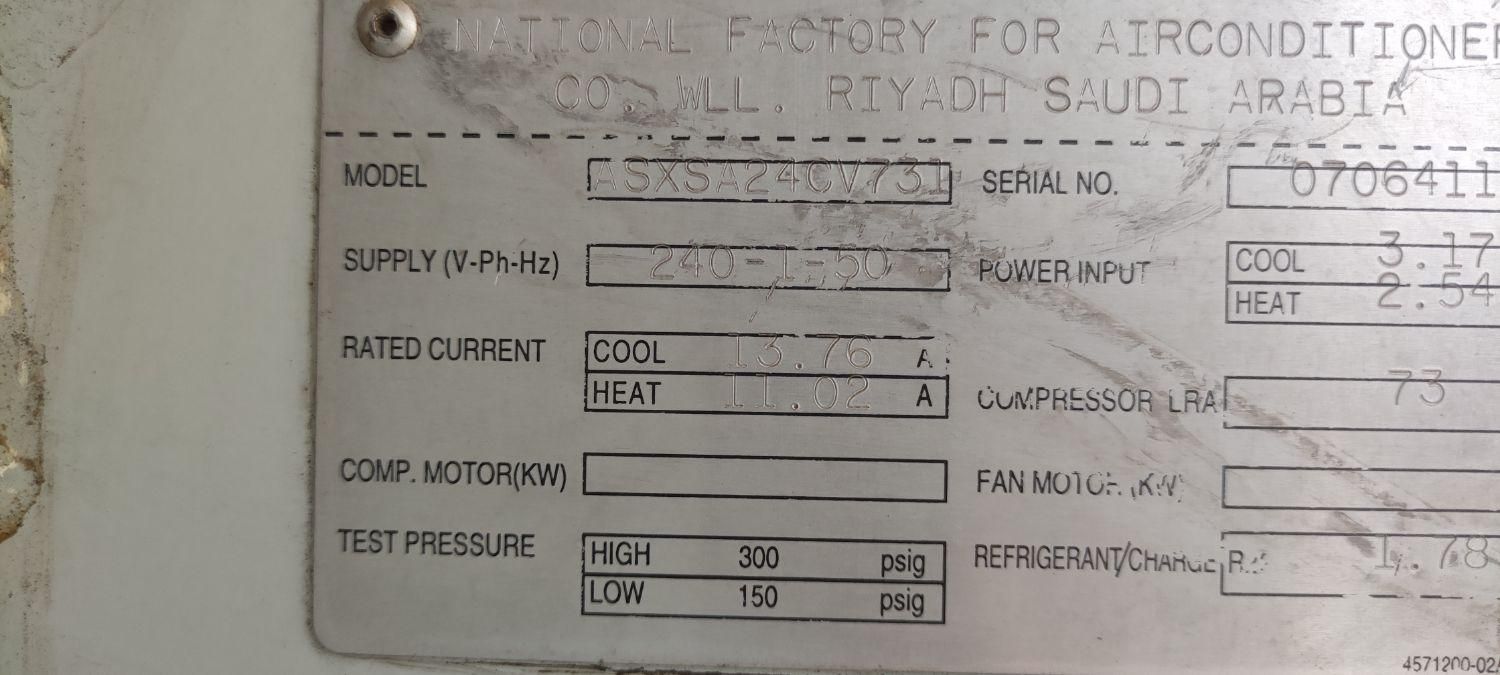 NATIONAL FACTORY FOR AIRCONDITIONER
CO. WLL. RIYADH SAUDI ARABIA
MODEL ASXSA24CV731 SERIAL NO. 0706411
SUPPLY (V-Ph-Hz) 240-1-50 POWER INPUT COOL 3.17
HEAT 2.54
RATED CURRENT COOL 13.76 A
HEAT 11.02 A COMPRESSOR LRA 73
COMP. MOTOR(KW) FAN MOTOR (KW)
TEST PRESSURE HIGH 300 psig REFRIGERANT/CHARGE 1.78
LOW 150 psig
4571200-02